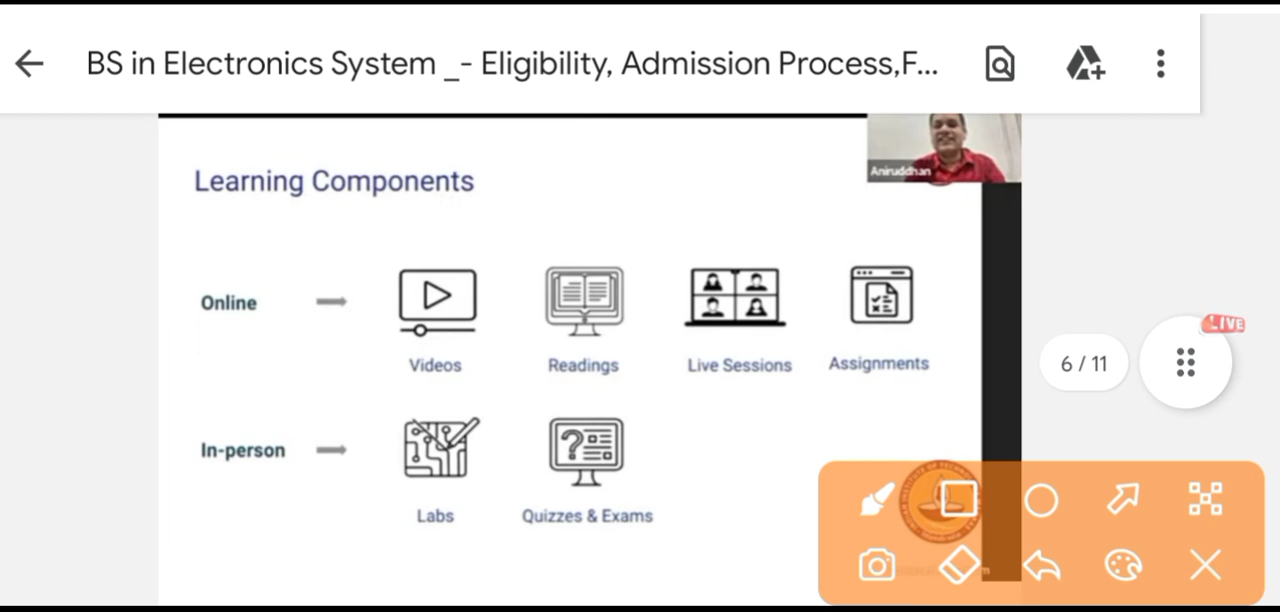 BS in Electronics System _- Eligibility, Admission Process,F...
Aniruddhan
Learning Components
Online
Videos
Readings
Live Sessions
Assignments
LIVE
6 / 11
In-person
Labs
Quizzes & Exams